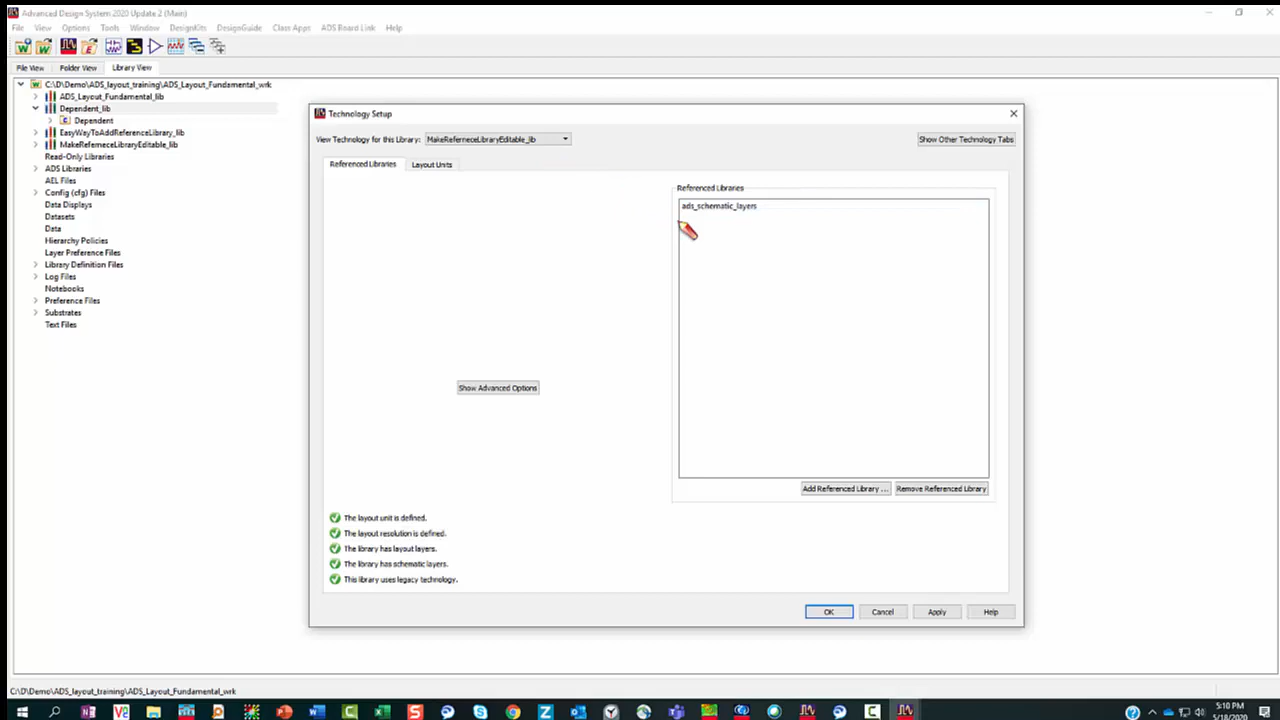 Advanced Design System 2020 Update 2 (Main)
File View Options Tools Window DesignKits DesignGuide Class Apps ADS Board Link Help
File View Folder View Library View
C:\D\Demo\ADS_layout_training\ADS_Layout_Fundamental_wrk
ADS_Layout_Fundamental_lib
Dependent_lib
Dependent
EasyWayToAddReferenceLibrary_lib
MakeReferneceLibraryEditable_lib
Read-Only Libraries
ADS Libraries
AEL Files
Config (cfg) Files
Data Displays
Datasets
Data
Hierarchy Policies
Layer Preference Files
Library Definition Files
Log Files
Notebooks
Preference Files
Substrates
Text Files
Technology Setup
View Technology for this Library: MakeReferneceLibraryEditable_lib
Show Other Technology Tabs
Referenced Libraries Layout Units
Referenced Libraries
ads_schematic_layers
Show Advanced Options
Add Referenced Library ... Remove Referenced Library
The layout unit is defined.
The layout resolution is defined.
The library has layout layers.
The library has schematic layers.
This library uses legacy technology.
OK Cancel Apply Help
C:\D\Demo\ADS_layout_training\ADS_Layout_Fundamental_wrk
5:10 PM
5/18/2020